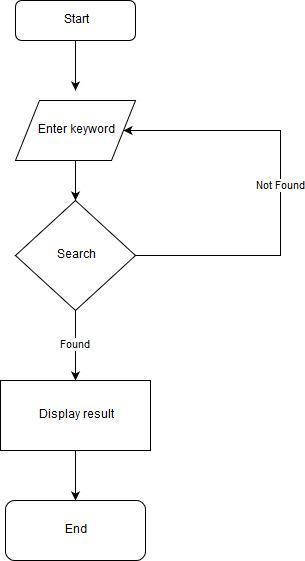 Start
Enter keyword
Not Found
Search
Found
Display result
End